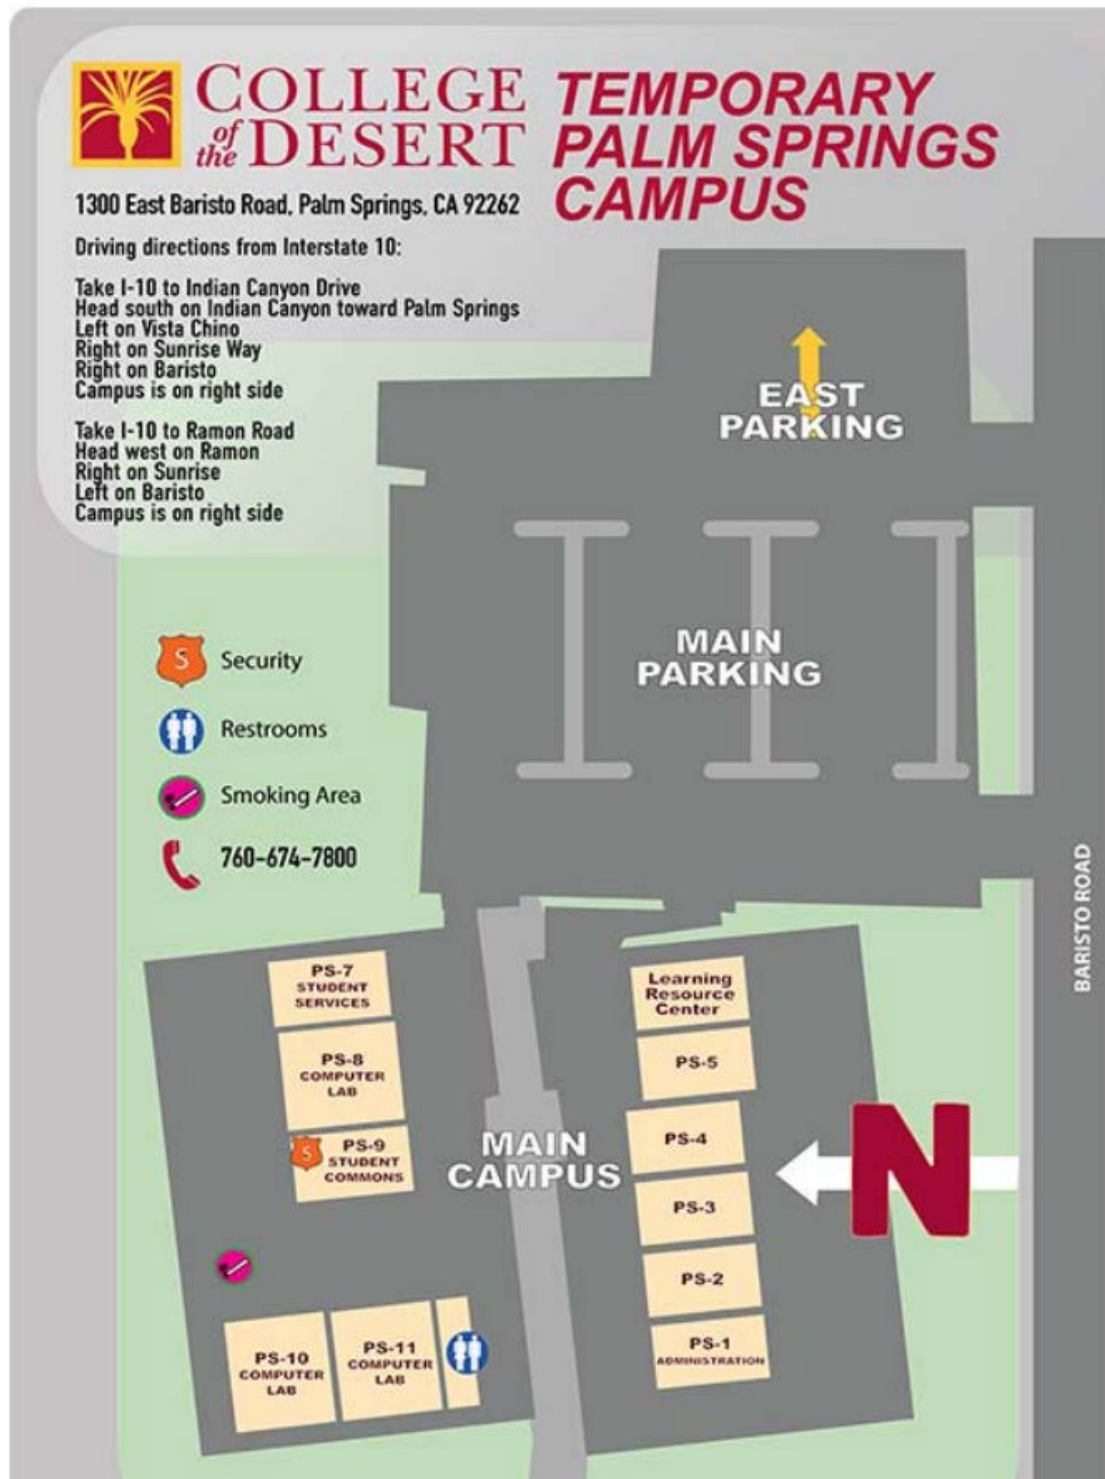 COLLEGE
of the DESERT
TEMPORARY
PALM SPRINGS
CAMPUS
1300 East Baristo Road, Palm Springs, CA 92262
Driving directions from Interstate 10:
Take I-10 to Indian Canyon Drive
Head south on Indian Canyon toward Palm Springs
Left on Vista Chino
Right on Sunrise Way
Right on Baristo
Campus is on right side
Take I-10 to Ramon Road
Head west on Ramon
Right on Sunrise
Left on Baristo
Campus is on right side
EAST
PARKING
MAIN
PARKING
S
Security
Restrooms
Smoking Area
760-674-7800
BARISTO ROAD
PS-7
STUDENT
SERVICES
PS-8
COMPUTER
LAB
S
PS-9
STUDENT
COMMONS
PS-10
COMPUTER
LAB
PS-11
COMPUTER
LAB
MAIN
CAMPUS
Learning
Resource
Center
PS-5
PS-4
PS-3
PS-2
PS-1
ADMINISTRATION
N